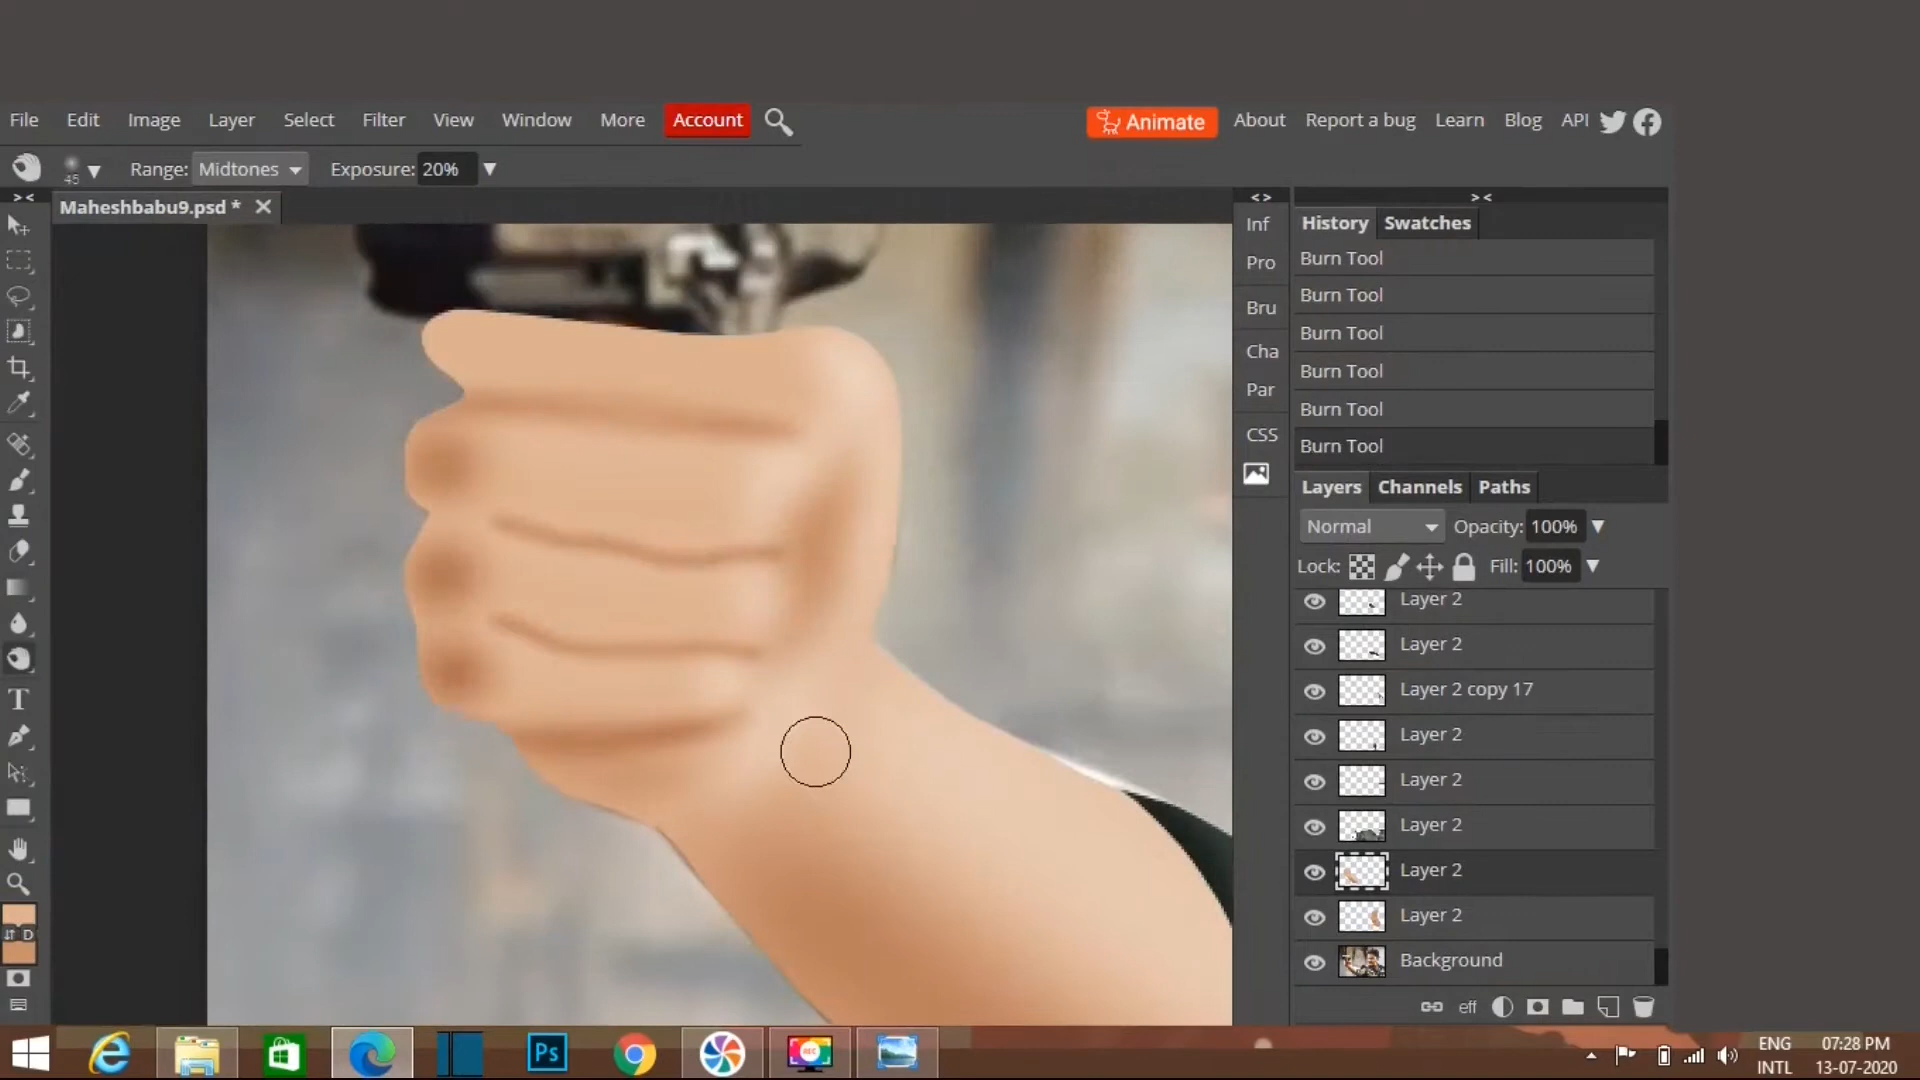 File Edit Image Layer Select Filter View Window More Account Animate About Report a bug Learn Blog API
45 Range: Midtones Exposure: 20%
> < < > > <
Maheshbabu9.psd *
Inf
Pro
Bru
Cha
Par
CSS
History Swatches
Burn Tool
Burn Tool
Burn Tool
Burn Tool
Burn Tool
Burn Tool
Layers Channels Paths
Normal Opacity: 100%
Lock: Fill: 100%
Layer 2
Layer 2
Layer 2 copy 17
Layer 2
Layer 2
Layer 2
Layer 2
Layer 2
Background
eff
T
D
Ps
REC
ENG 07:28 PM
INTL 13-07-2020